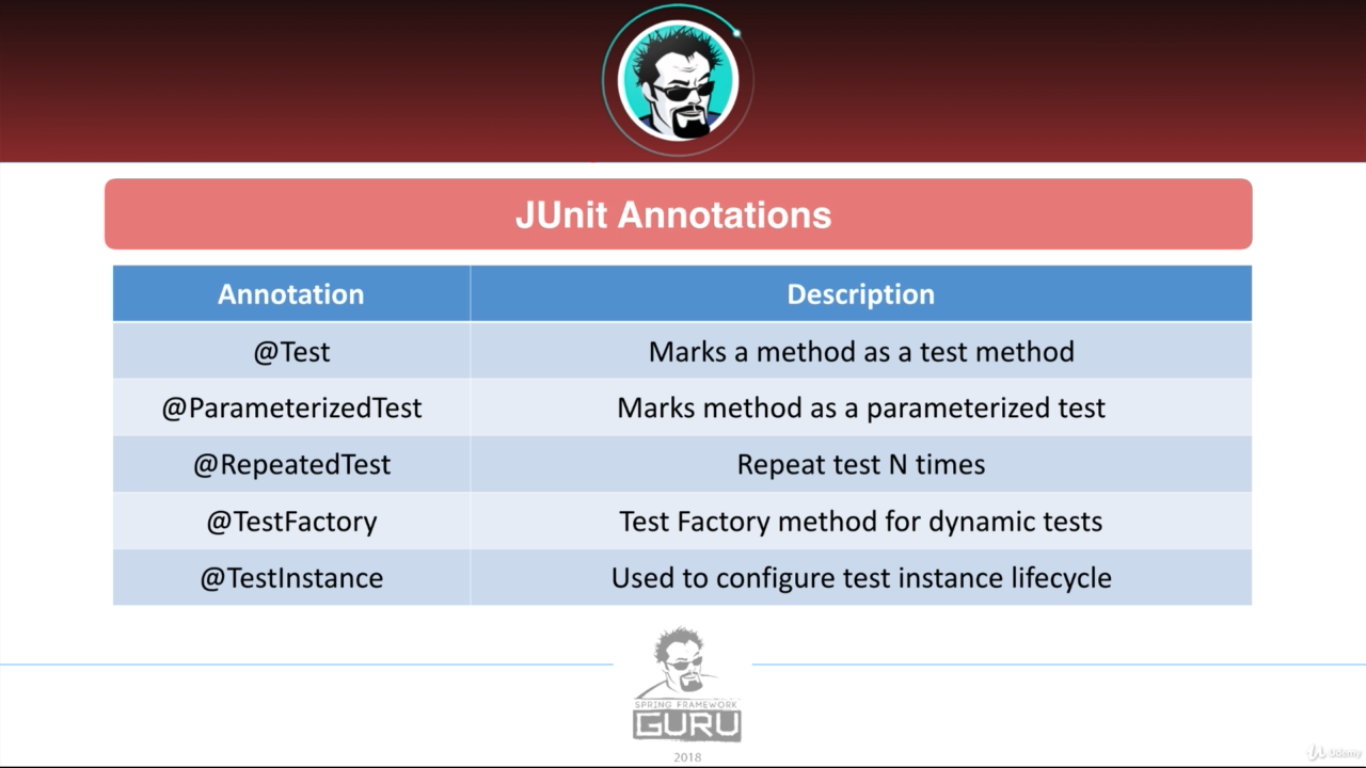 JUnit Annotations
Annotation Description
@Test Marks a method as a test method
@ParameterizedTest Marks method as a parameterized test
@RepeatedTest Repeat test N times
@TestFactory Test Factory method for dynamic tests
@TestInstance Used to configure test instance lifecycle
SPRING FRAMEWORK
GURU
2018
Udemy